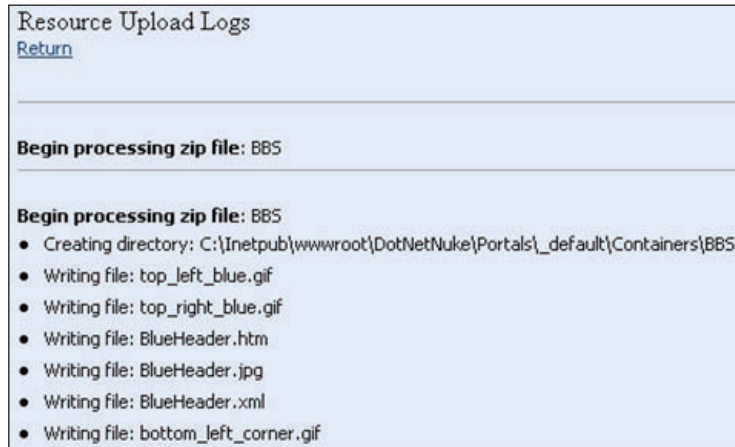 Resource Upload Logs
Return
Begin processing zip file: BBS
Begin processing zip file: BBS
• Creating directory: C:\Inetpub\wwwroot\DotNetNuke\Portals\_default\Containers\BBS
• Writing file: top_left_blue.gif
• Writing file: top_right_blue.gif
• Writing file: BlueHeader.htm
• Writing file: BlueHeader.jpg
• Writing file: BlueHeader.xml
• Writing file: bottom_left_corner.gif